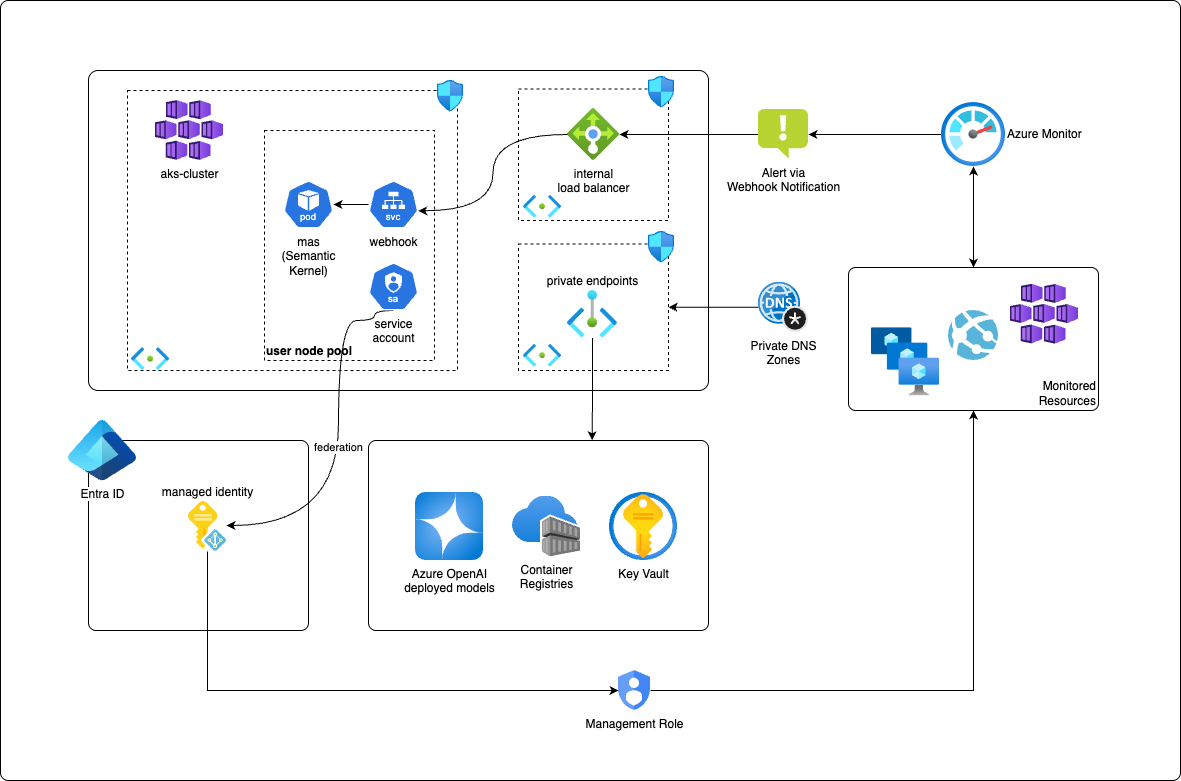 aks-cluster
pod
mas
(Semantic
Kernel)
svc
webhook
sa
service
account
user node pool
internal
load balancer
private endpoints
Alert via
Webhook Notification
Azure Monitor
DNS
Private DNS
Zones
Monitored
Resources
Entra ID
managed identity
federation
Azure OpenAI
deployed models
Container
Registries
Key Vault
Management Role